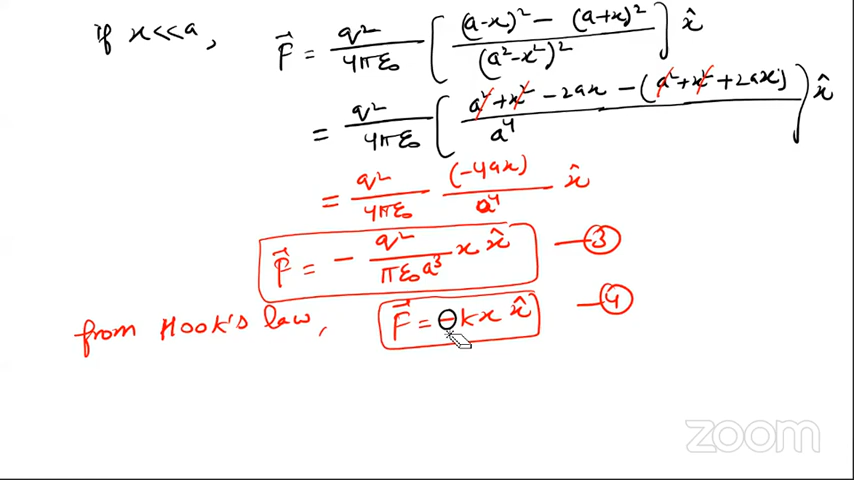 if x<<a, F⃗ = q²/4πε₀ [ (a-x)² - (a+x)² / (a²-x²)² ] x̂
= q²/4πε₀ [ a²+x²-2ax - (a²+x²+2ax) / a⁴ ] x̂
= q²/4πε₀ (-4ax)/a⁴ x̂
F⃗ = - q²/πε₀a³ x x̂ —③
from Hook's law, F⃗ = -kx x̂ —④
zoom